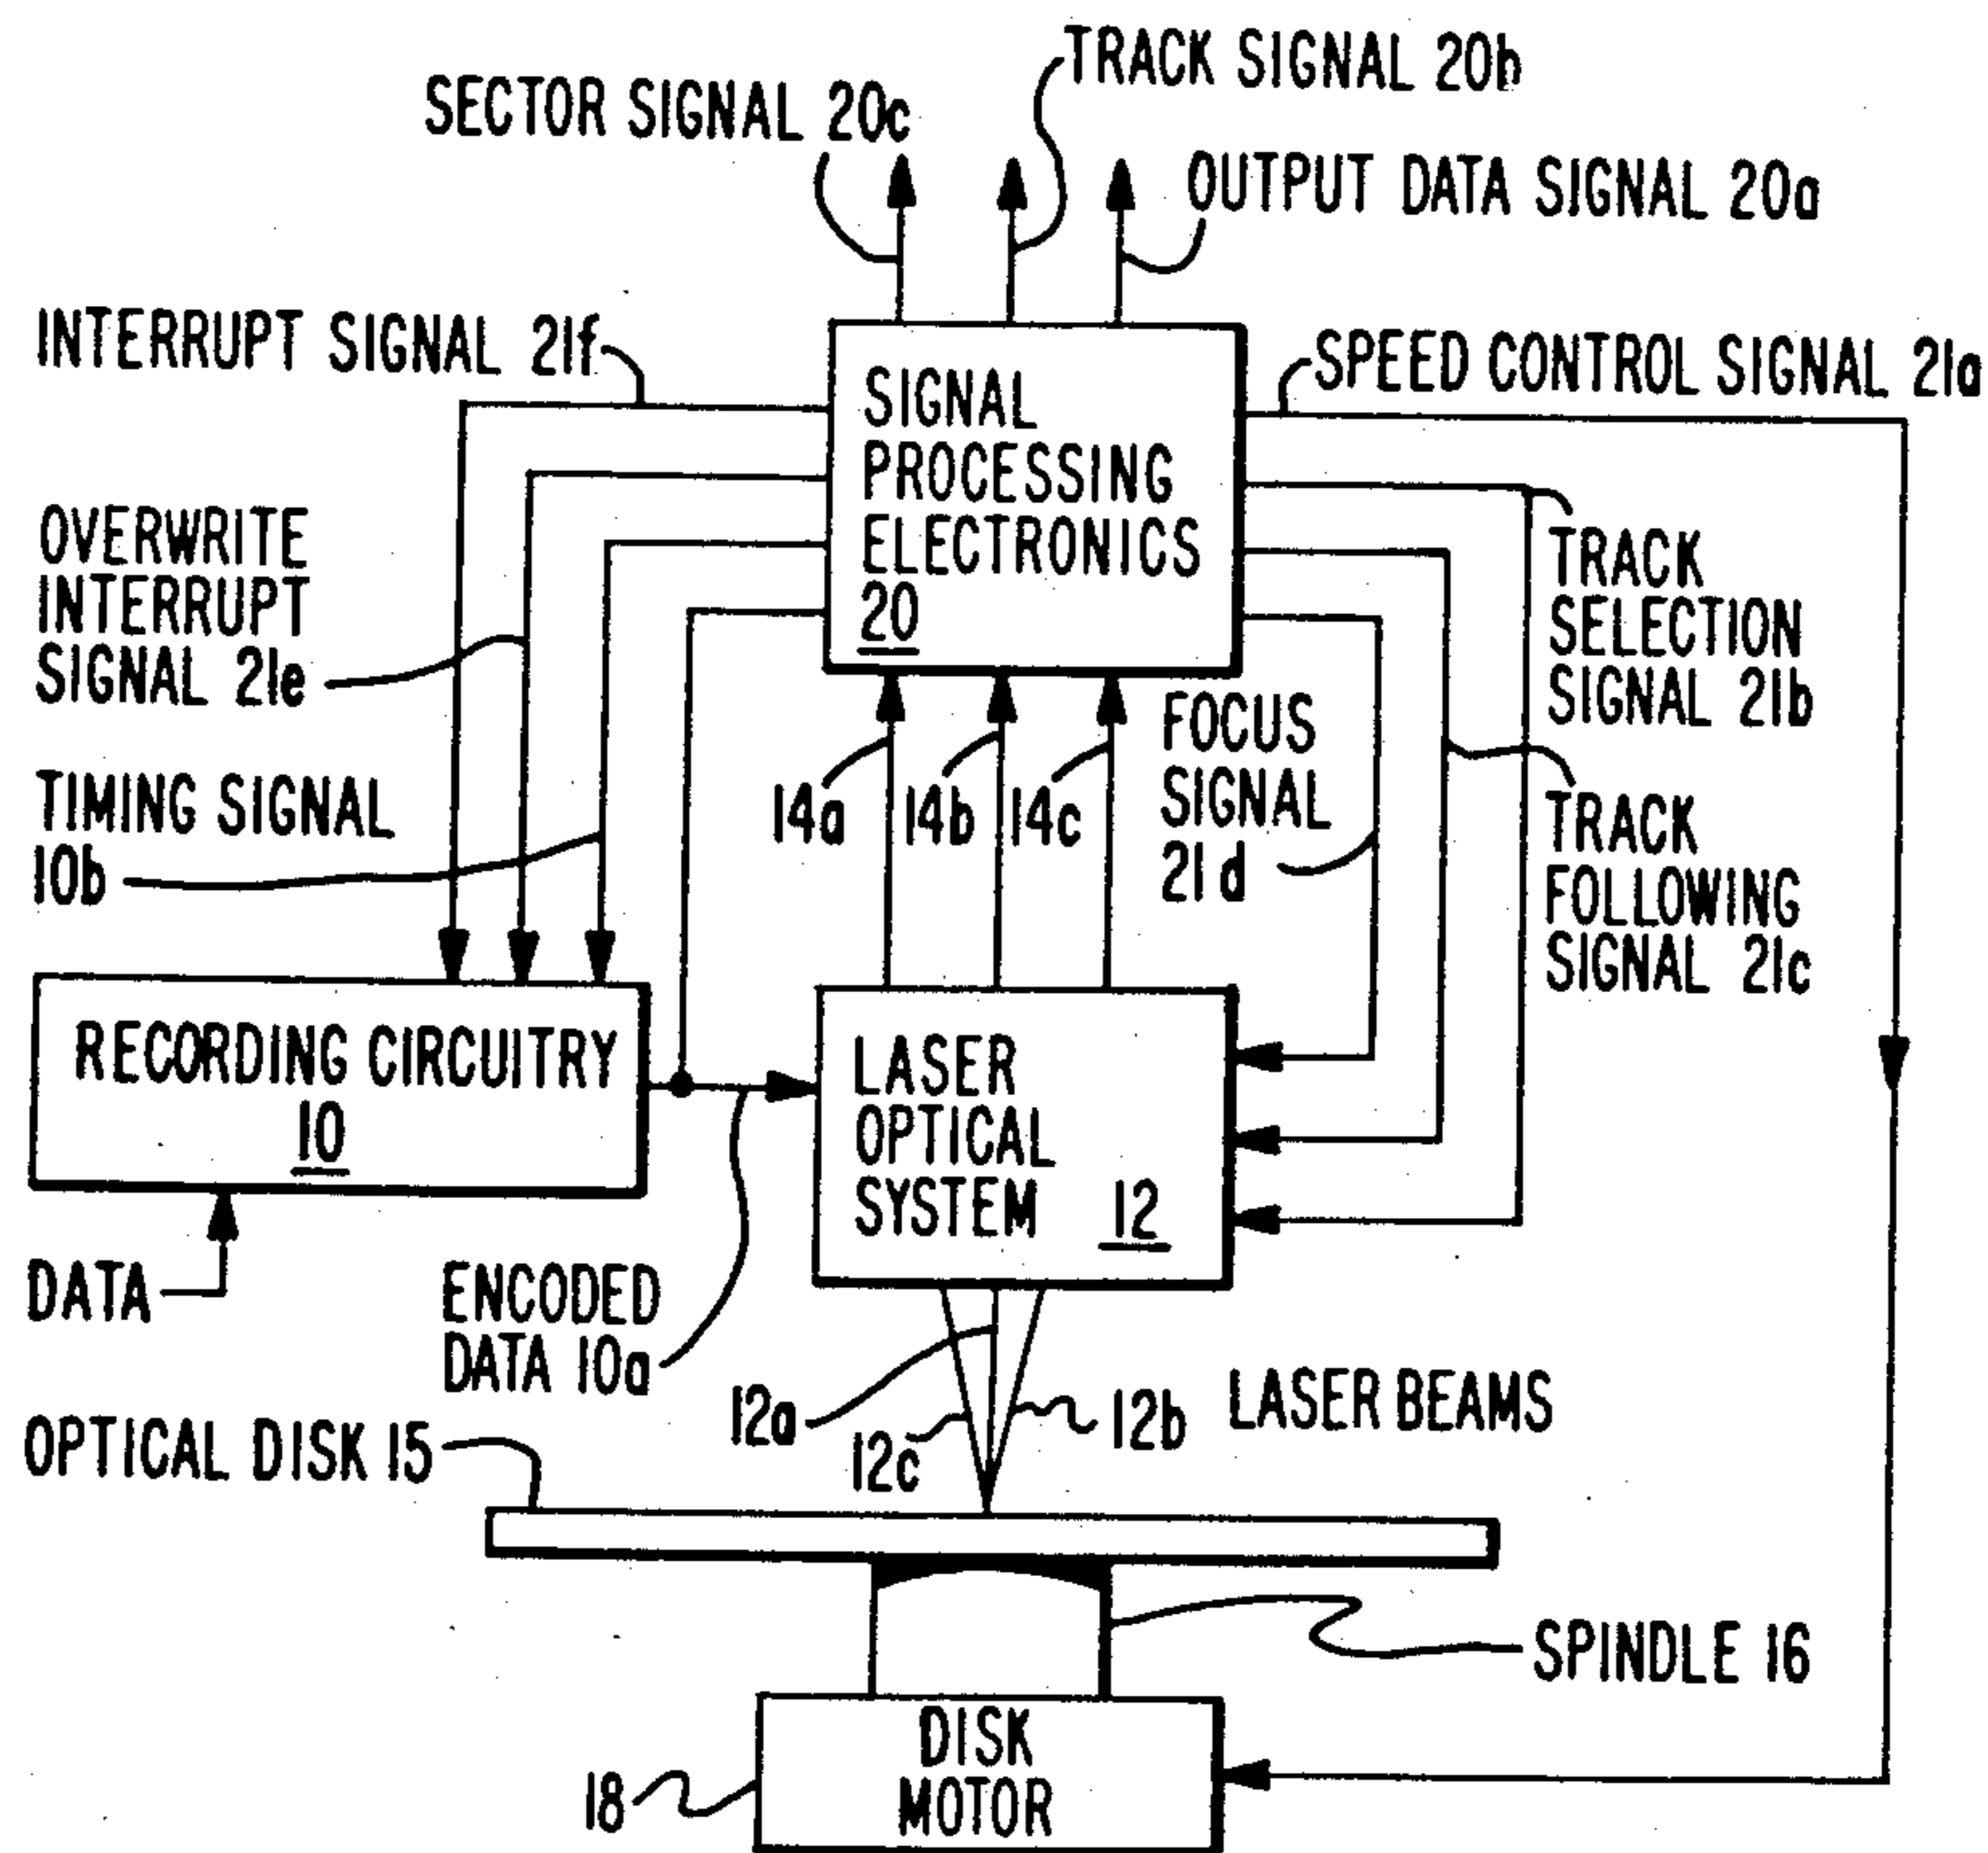 TRACK SIGNAL 20b
SECTOR SIGNAL 20c
OUTPUT DATA SIGNAL 20a
INTERRUPT SIGNAL 21f
SPEED CONTROL SIGNAL 21a
SIGNAL
PROCESSING
ELECTRONICS
20
OVERWRITE
INTERRUPT
SIGNAL 21e
TRACK
SELECTION
SIGNAL 21b
TIMING SIGNAL
10b
14a
14b
14c
FOCUS
SIGNAL
21d
TRACK
FOLLOWING
SIGNAL 21c
RECORDING CIRCUITRY
10
LASER
OPTICAL
SYSTEM 12
DATA
ENCODED
DATA 10a
12a
12c
12b
LASER BEAMS
OPTICAL DISK 15
SPINDLE 16
DISK
MOTOR
18